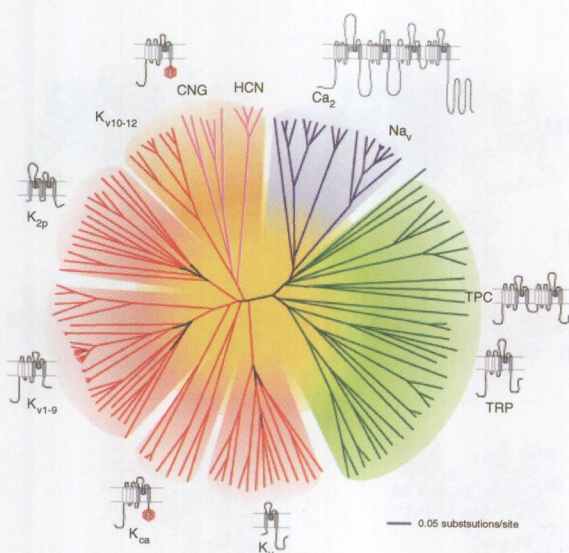 CNG
HCN
Ca2
Kv10-12
Nav
K2p
TPC
Kv1-9
TRP
Kca
0.05 substsutions/site